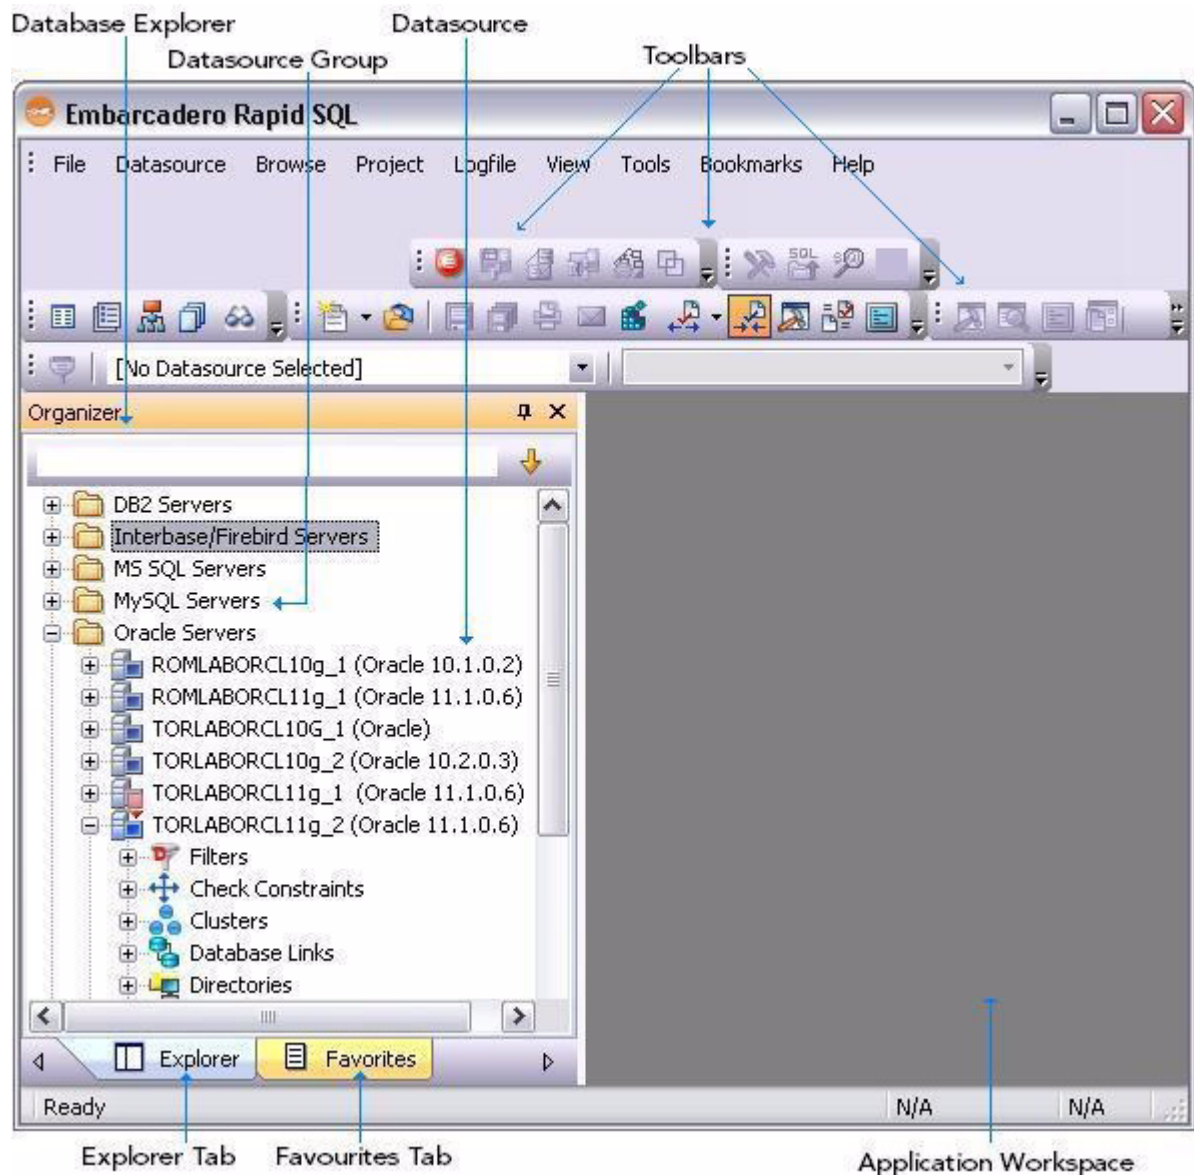 Database Explorer
Datasource
Datasource Group
Toolbars
Embarcadero Rapid SQL
File Datasource Browse Project Logfile View Tools Bookmarks Help
SQL
[No Datasource Selected]
Organizer
DB2 Servers
Interbase/Firebird Servers
MS SQL Servers
MySQL Servers
Oracle Servers
ROMLABORCL10g_1 (Oracle 10.1.0.2)
ROMLABORCL11g_1 (Oracle 11.1.0.6)
TORLABORCL10G_1 (Oracle)
TORLABORCL10g_2 (Oracle 10.2.0.3)
TORLABORCL11g_1 (Oracle 11.1.0.6)
TORLABORCL11g_2 (Oracle 11.1.0.6)
Filters
Check Constraints
Clusters
Database Links
Directories
Explorer Favorites
Ready N/A N/A
Explorer Tab Favourites Tab Application Workspace